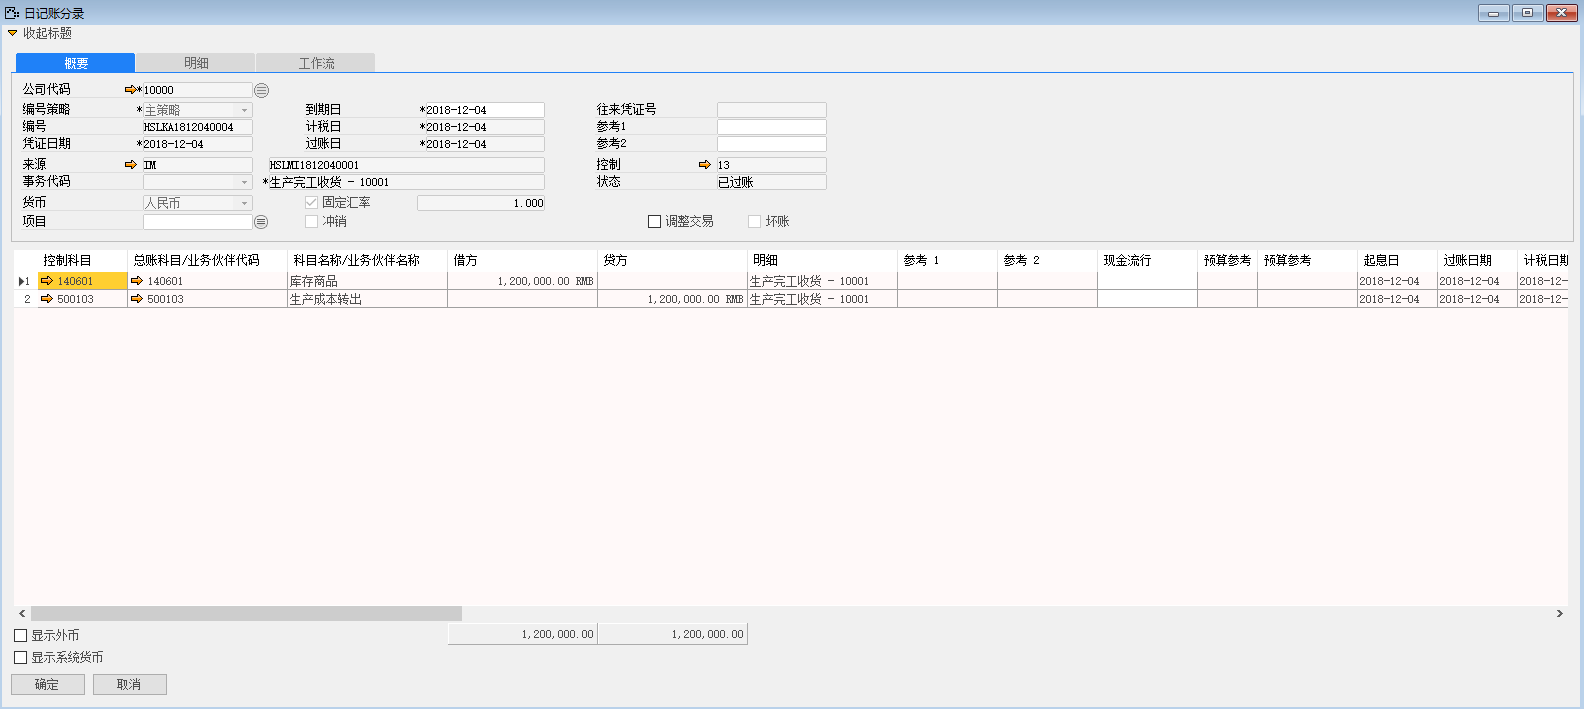 日记账分录
收起标题
概要 明细 工作流
公司代码 *10000
编号策略 *主策略 到期日 *2018-12-04 往来凭证号
编号 HSLKA1812040004 计税日 *2018-12-04 参考1
凭证日期 *2018-12-04 过账日 *2018-12-04 参考2
来源 IM HSLMI1812040001 控制 13
事务代码 *生产完工收货 - 10001 状态 已过账
货币 人民币 固定汇率 1.000
项目 冲销 调整交易 坏账
控制科目 总账科目/业务伙伴代码 科目名称/业务伙伴名称 借方 贷方 明细 参考 1 参考 2 现金流行 预算参考 预算参考 起息日 过账日期 计税日期
1 140601 140601 库存商品 1,200,000.00 RMB 生产完工收货 - 10001 2018-12-04 2018-12-04 2018-12-
2 500103 500103 生产成本转出 1,200,000.00 RMB 生产完工收货 - 10001 2018-12-04 2018-12-04 2018-12-
显示外币 1,200,000.00 1,200,000.00
显示系统货币
确定 取消